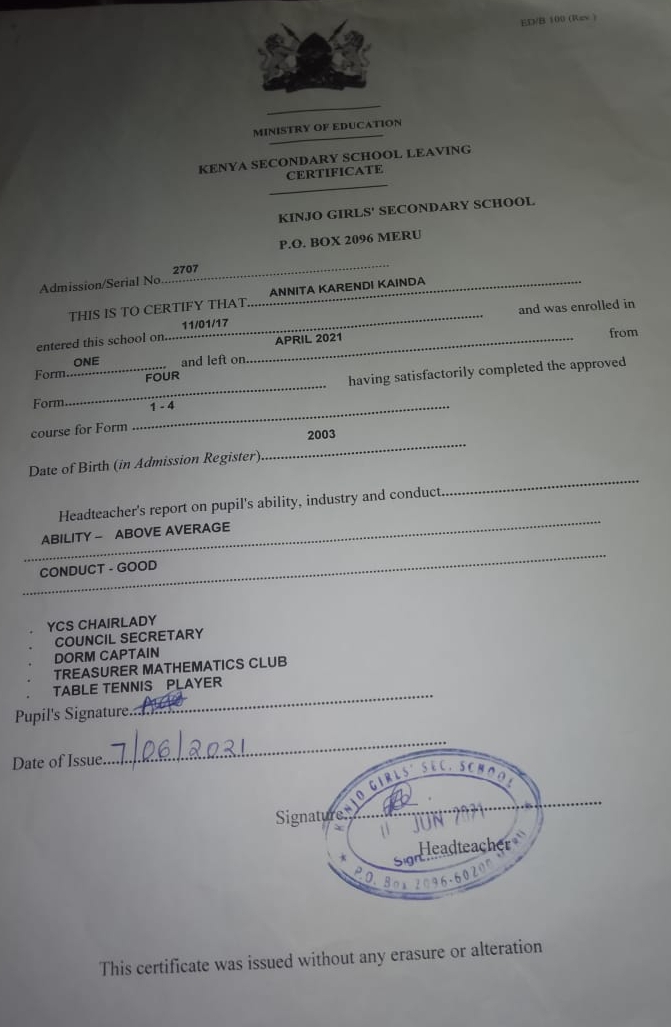 ED/B 100 (Rev.)
MINISTRY OF EDUCATION
KENYA SECONDARY SCHOOL LEAVING
CERTIFICATE
KINJO GIRLS' SECONDARY SCHOOL
P.O. BOX 2096 MERU
Admission/Serial No. 2707
THIS IS TO CERTIFY THAT ANNITA KARENDI KAINDA
entered this school on 11/01/17 and was enrolled in
Form ONE and left on APRIL 2021 from
Form FOUR having satisfactorily completed the approved
course for Form 1 - 4
Date of Birth (in Admission Register) 2003
Headteacher's report on pupil's ability, industry and conduct
ABILITY – ABOVE AVERAGE
CONDUCT - GOOD
. YCS CHAIRLADY
. COUNCIL SECRETARY
. DORM CAPTAIN
. TREASURER MATHEMATICS CLUB
. TABLE TENNIS PLAYER
Pupil's Signature
Date of Issue 7/06/2021
KINJO GIRLS' SEC. SCHOOL
Signature
JUN 2021
Headteacher
Sign
P.O. Box 2096-60200
This certificate was issued without any erasure or alteration